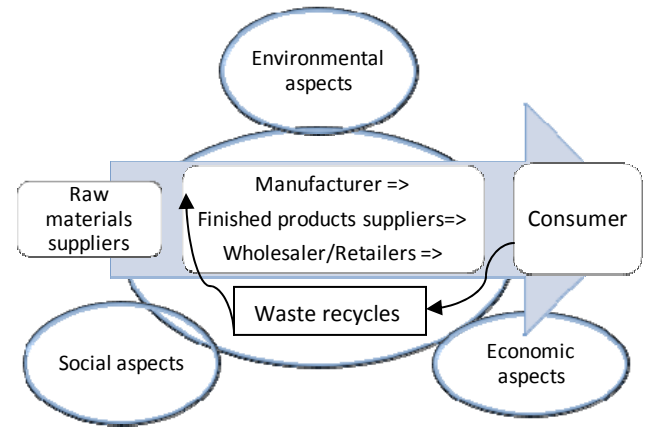 Environmental
aspects
Raw
materials
suppliers
Manufacturer =>
Finished products suppliers=>
Wholesaler/Retailers =>
Consumer
Waste recycles
Social aspects
Economic
aspects